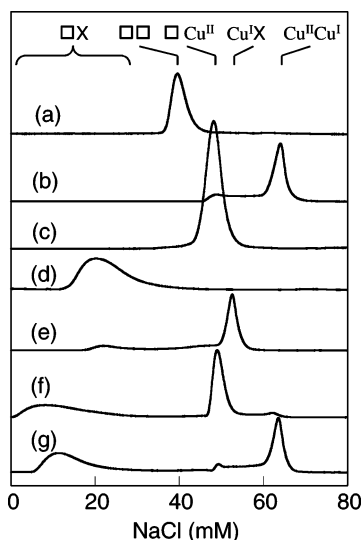 □X □□ □Cuᴵᴵ CuᴵX CuᴵᴵCuᴵ
(a)
(b)
(c)
(d)
(e)
(f)
(g)
0 20 40 60 80
NaCl (mM)